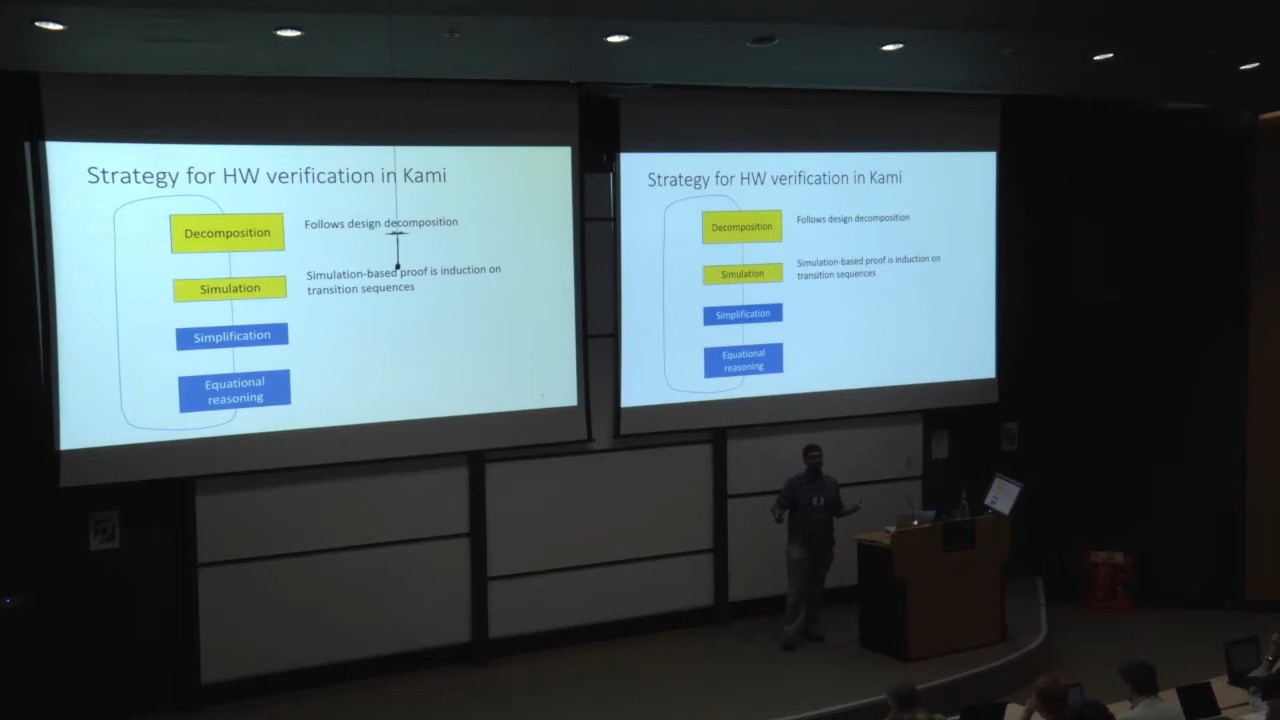 Strategy for HW verification in Kami
Decomposition
Follows design decomposition
Simulation
Simulation-based proof is induction on
transition sequences
Simplification
Equational
reasoning
Strategy for HW verification in Kami
Decomposition
Follows design decomposition
Simulation
Simulation-based proof is induction on
transition sequences
Simplification
Equational
reasoning